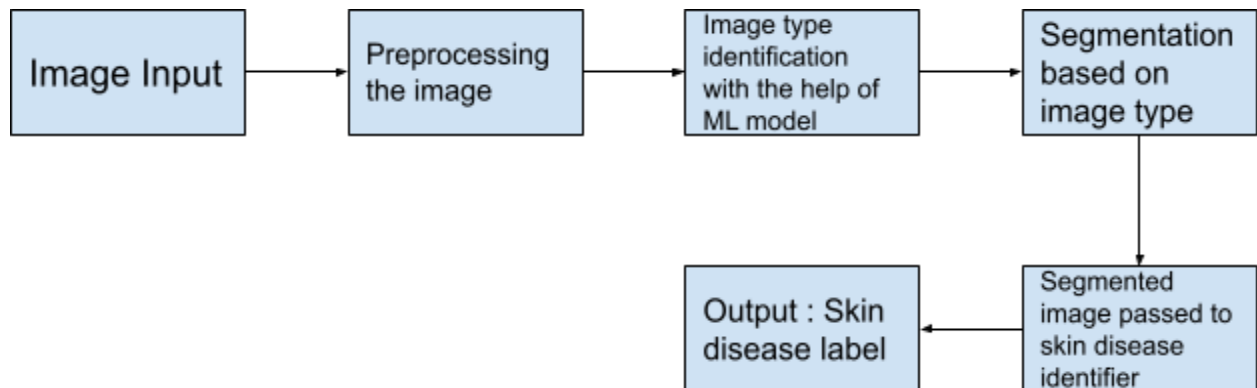 Image Input
Preprocessing
the image
Image type
identification
with the help of
ML model
Segmentation
based on
image type
Segmented
image passed to
skin disease
identifier
Output : Skin
disease label